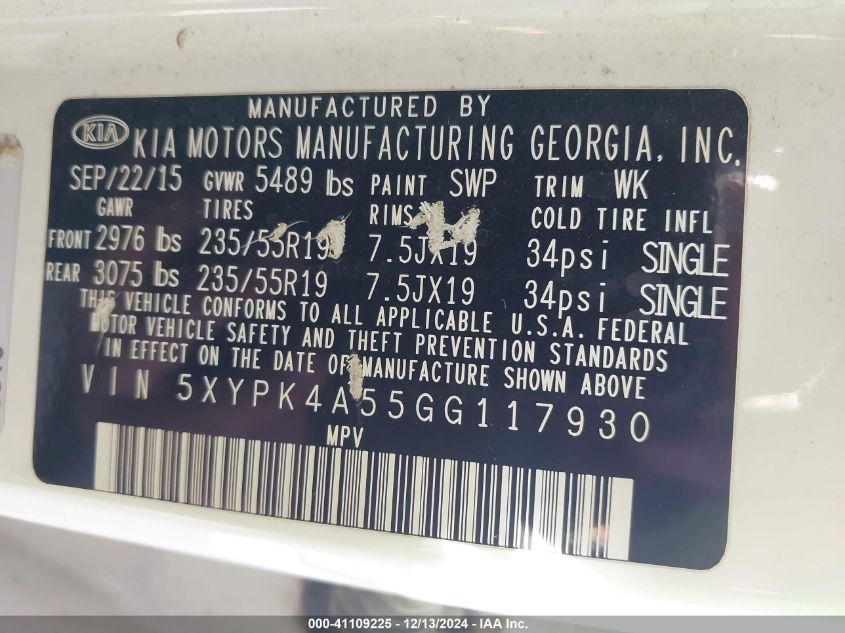 MANUFACTURED BY
KIA KIA MOTORS MANUFACTURING GEORGIA, INC.
SEP/22/15 GVWR 5489 lbs PAINT SWP TRIM WK
GAWR TIRES RIMS COLD TIRE INFL
FRONT 2976 lbs 235/55R19 7.5JX19 34psi SINGLE
REAR 3075 lbs 235/55R19 7.5JX19 34psi SINGLE
THIS VEHICLE CONFORMS TO ALL APPLICABLE U.S.A. FEDERAL
MOTOR VEHICLE SAFETY AND THEFT PREVENTION STANDARDS
IN EFFECT ON THE DATE OF MANUFACTURE SHOWN ABOVE
VIN 5XYPK4A55GG117930
MPV
000-41109225 - 12/13/2024 - IAA Inc.